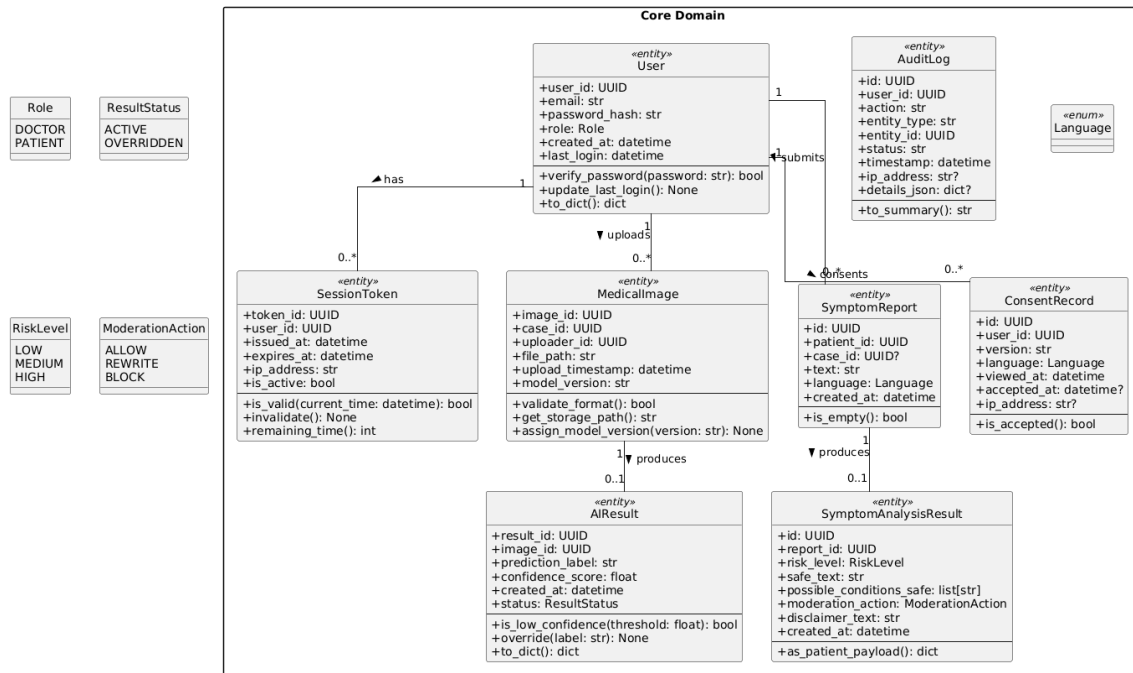 Core Domain
Role
DOCTOR
PATIENT
ResultStatus
ACTIVE
OVERRIDDEN
RiskLevel
LOW
MEDIUM
HIGH
ModerationAction
ALLOW
REWRITE
BLOCK
«entity»
User
+user_id: UUID
+email: str
+password_hash: str
+role: Role
+created_at: datetime
+last_login: datetime
+verify_password(password: str): bool
+update_last_login(): None
+to_dict(): dict
«entity»
AuditLog
+id: UUID
+user_id: UUID
+action: str
+entity_type: str
+entity_id: UUID
+status: str
+timestamp: datetime
+ip_address: str?
+details_json: dict?
+to_summary(): str
«enum»
Language
1
1
submits
has
1
1
uploads
0..*
0..*
0..*
consents
0..*
«entity»
SessionToken
+token_id: UUID
+user_id: UUID
+issued_at: datetime
+expires_at: datetime
+ip_address: str
+is_active: bool
+is_valid(current_time: datetime): bool
+invalidate(): None
+remaining_time(): int
«entity»
MedicalImage
+image_id: UUID
+case_id: UUID
+uploader_id: UUID
+file_path: str
+upload_timestamp: datetime
+model_version: str
+validate_format(): bool
+get_storage_path(): str
+assign_model_version(version: str): None
«entity»
SymptomReport
+id: UUID
+patient_id: UUID
+case_id: UUID?
+text: str
+language: Language
+created_at: datetime
+is_empty(): bool
«entity»
ConsentRecord
+id: UUID
+user_id: UUID
+version: str
+language: Language
+viewed_at: datetime
+accepted_at: datetime?
+ip_address: str?
+is_accepted(): bool
1
produces
0..1
1
produces
0..1
«entity»
AIResult
+result_id: UUID
+image_id: UUID
+prediction_label: str
+confidence_score: float
+created_at: datetime
+status: ResultStatus
+is_low_confidence(threshold: float): bool
+override(label: str): None
+to_dict(): dict
«entity»
SymptomAnalysisResult
+id: UUID
+report_id: UUID
+risk_level: RiskLevel
+safe_text: str
+possible_conditions_safe: list[str]
+moderation_action: ModerationAction
+disclaimer_text: str
+created_at: datetime
+as_patient_payload(): dict